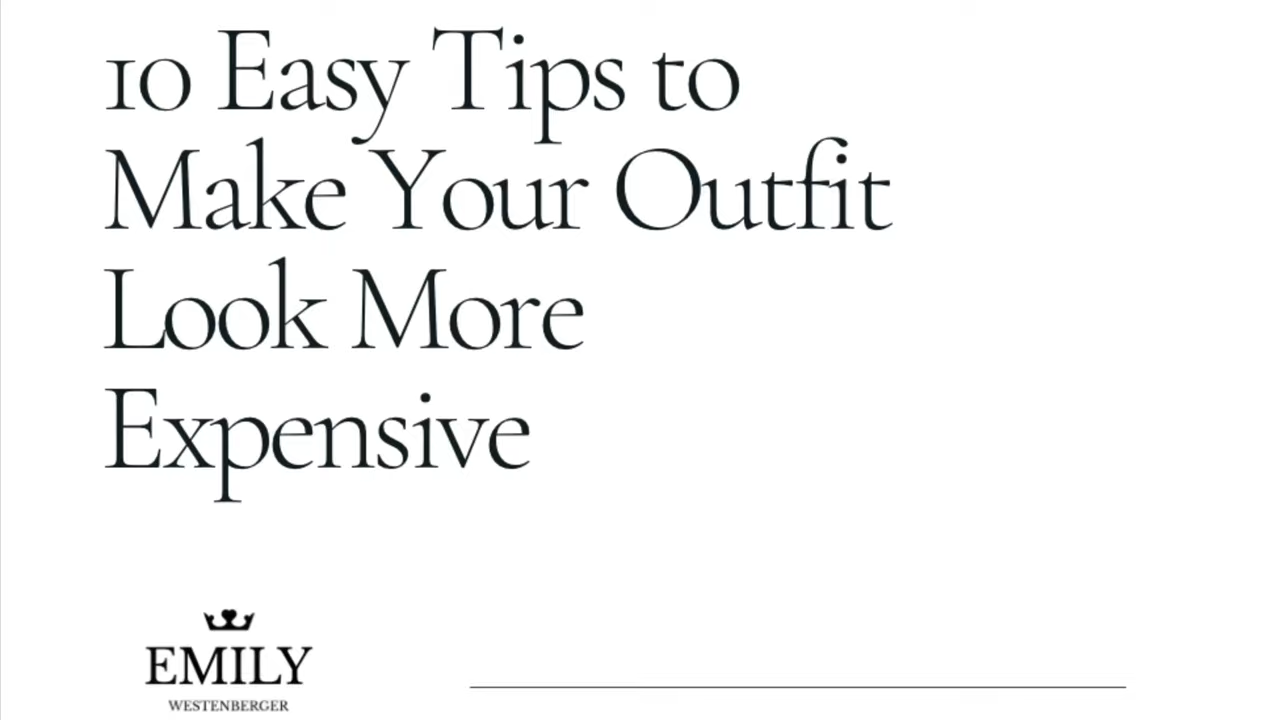 10 Easy Tips to
Make Your Outfit
Look More
Expensive
EMILY
WESTENBERGER